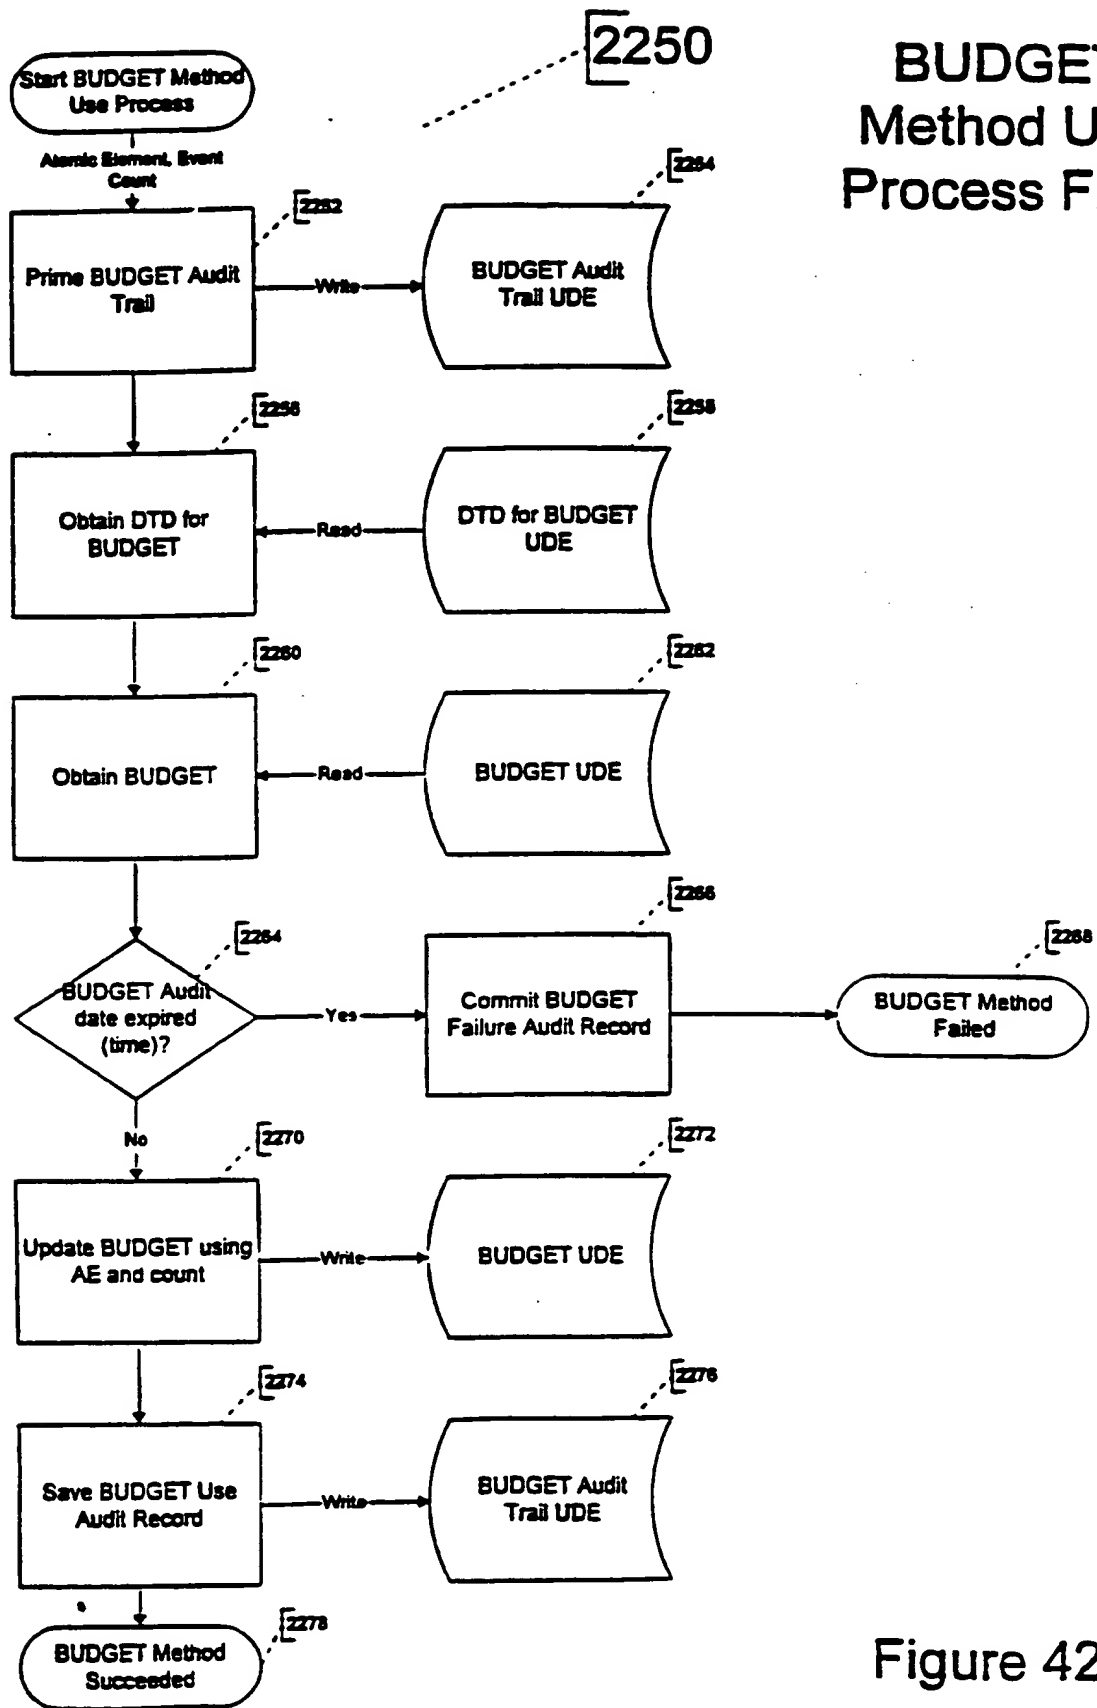 2250
BUDGET
Method U
Process F
Start BUDGET Method
Use Process
Atomic Element, Event
Count
2252
2254
Prime BUDGET Audit
Trail
Write
BUDGET Audit
Trail UDE
2256
2258
Obtain DTD for
BUDGET
Read
DTD for BUDGET
UDE
2260
2262
Obtain BUDGET
Read
BUDGET UDE
2264
2266
2268
BUDGET Audit
date expired
(time)?
Yes
Commit BUDGET
Failure Audit Record
BUDGET Method
Failed
No
2270
2272
Update BUDGET using
AE and count
Write
BUDGET UDE
2274
2276
Save BUDGET Use
Audit Record
Write
BUDGET Audit
Trail UDE
2278
BUDGET Method
Succeeded
Figure 42